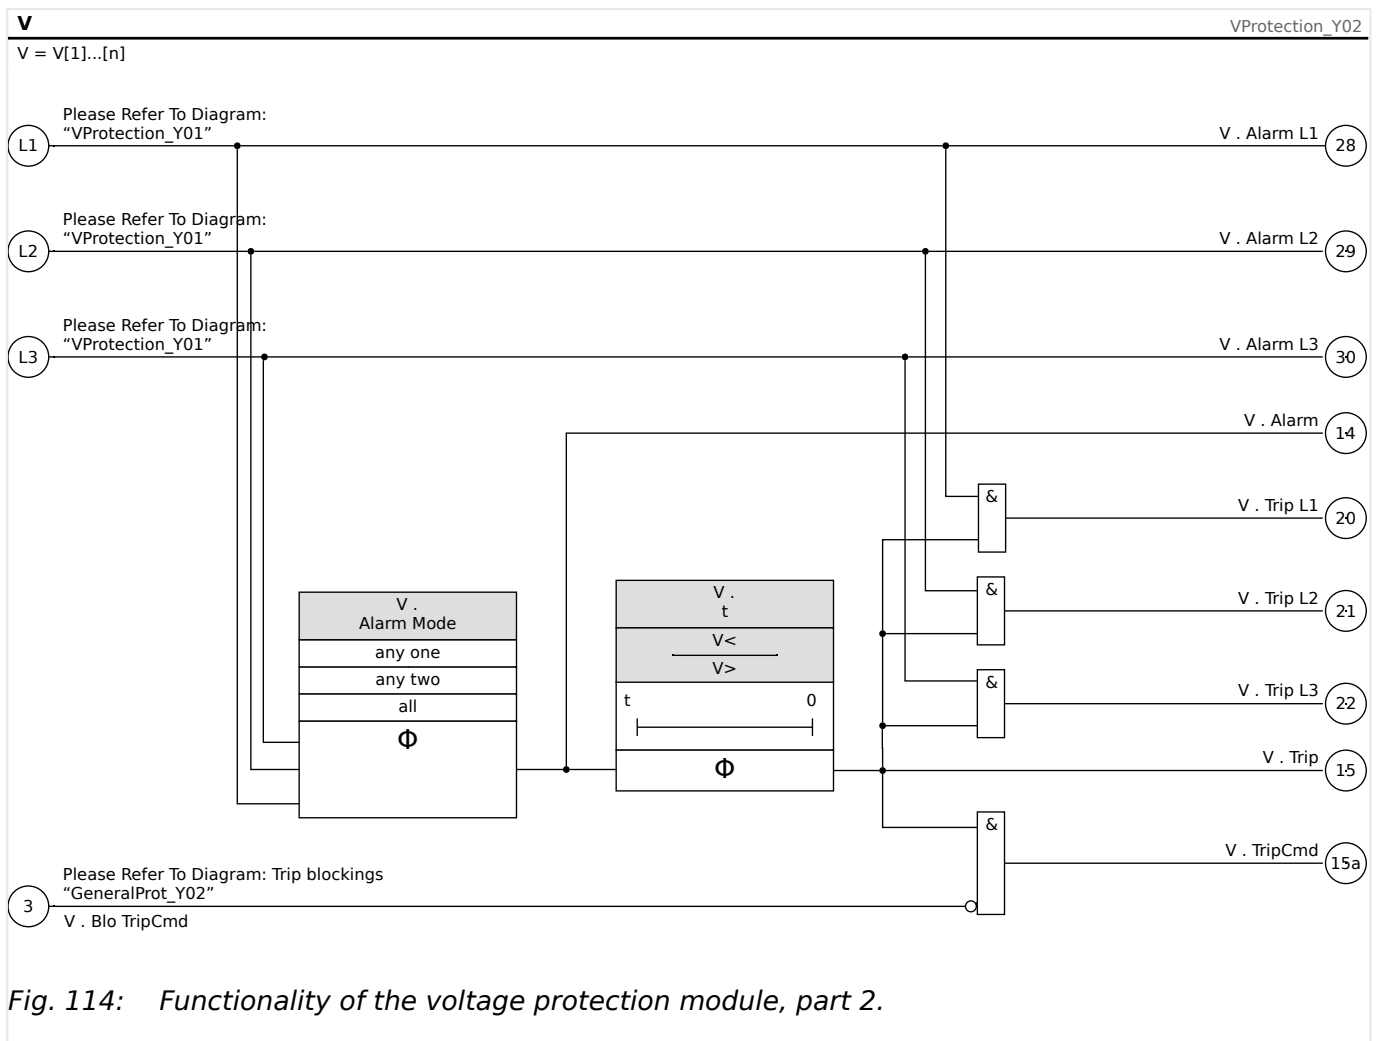 V
VProtection_Y02
V = V[1]...[n]
Please Refer To Diagram:
“VProtection_Y01”
L1
V . Alarm L1
28
Please Refer To Diagram:
“VProtection_Y01”
L2
V . Alarm L2
29
Please Refer To Diagram:
“VProtection_Y01”
L3
V . Alarm L3
30
V . Alarm
14
&
V . Trip L1
20
&
V . Trip L2
21
&
V . Trip L3
22
V .
Alarm Mode
any one
any two
all
Φ
V .
t
V<
V>
t 0
Φ
V . Trip
15
&
V . TripCmd
15a
Please Refer To Diagram: Trip blockings
“GeneralProt_Y02”
3
V . Blo TripCmd
Fig. 114: Functionality of the voltage protection module, part 2.